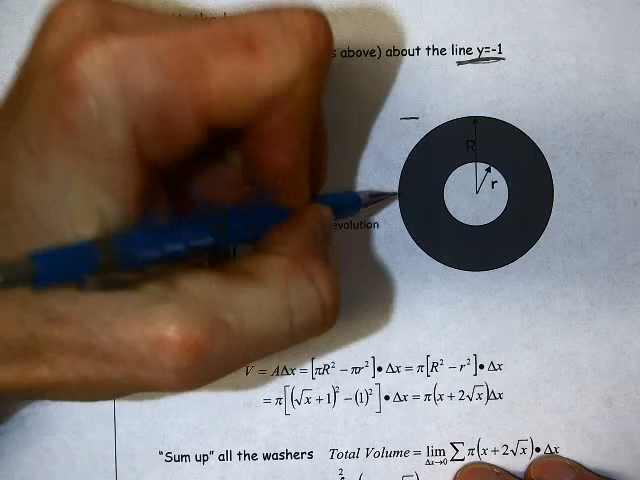 above) about the line y=-1
R
r
V = AΔx = [πR² − πr²]•Δx = π[R² − r²]•Δx
= π[(√x + 1)² − (1)²]•Δx = π(x + 2√x)Δx
“Sum up” all the washers Total Volume = lim Δx→0 ∑ π(x + 2√x)•Δx
2